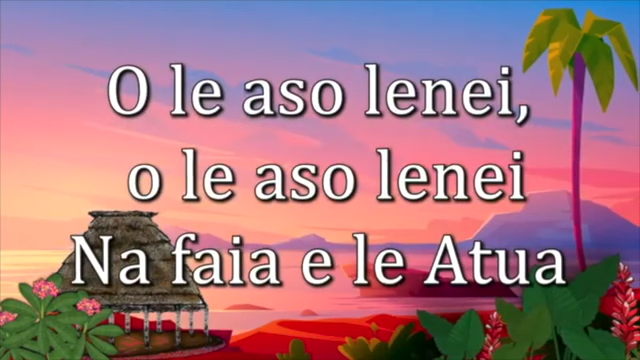 O le aso lenei,
o le aso lenei
Na faia e le Atua